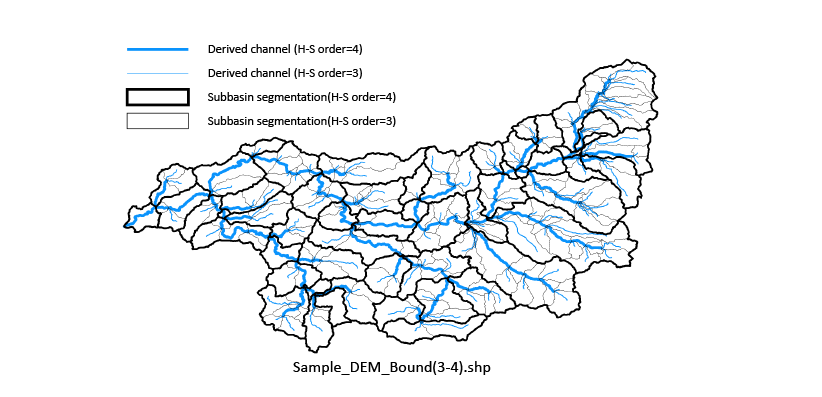 Derived channel (H-S order=4)
Derived channel (H-S order=3)
Subbasin segmentation(H-S order=4)
Subbasin segmentation(H-S order=3)
Sample_DEM_Bound(3-4).shp